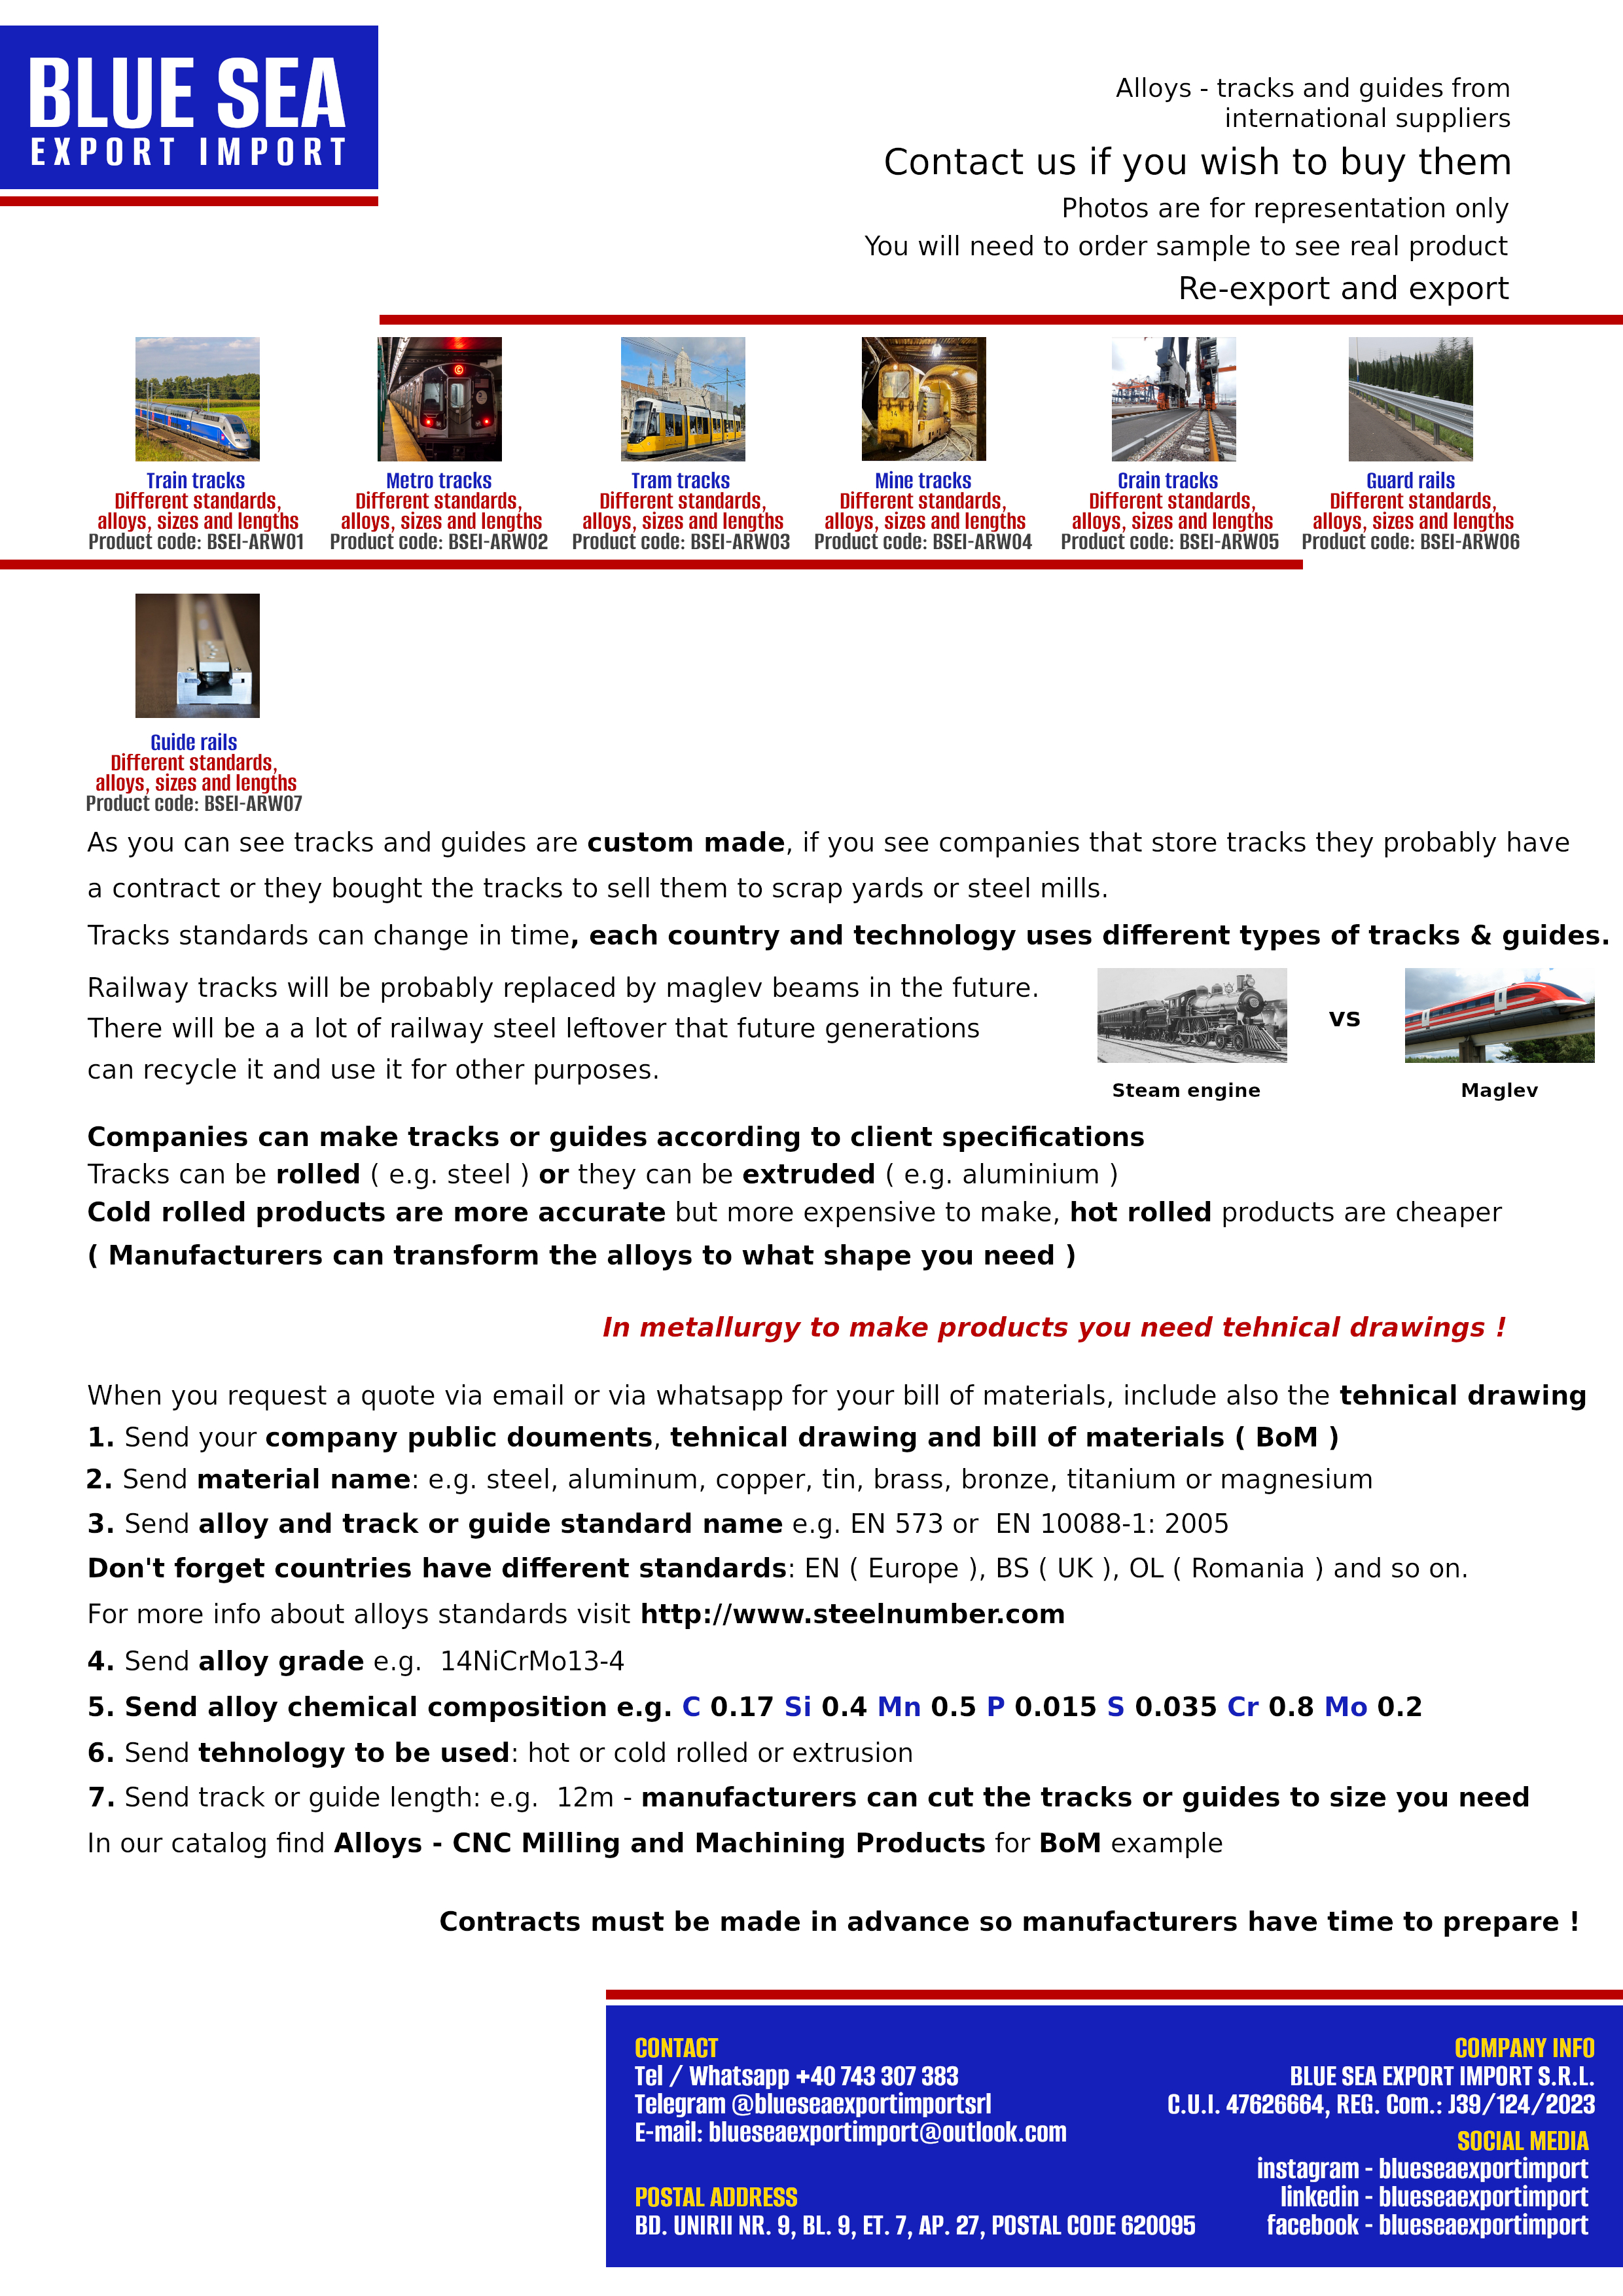 BLUE SEA
EXPORT IMPORT
Alloys - tracks and guides from
international suppliers
Contact us if you wish to buy them
Photos are for representation only
You will need to order sample to see real product
Re-export and export
Train tracks
Different standards,
alloys, sizes and lengths
Product code: BSEI-ARW01
Metro tracks
Different standards,
alloys, sizes and lengths
Product code: BSEI-ARW02
Tram tracks
Different standards,
alloys, sizes and lengths
Product code: BSEI-ARW03
Mine tracks
Different standards,
alloys, sizes and lengths
Product code: BSEI-ARW04
Crain tracks
Different standards,
alloys, sizes and lengths
Product code: BSEI-ARW05
Guard rails
Different standards,
alloys, sizes and lengths
Product code: BSEI-ARW06
Guide rails
Different standards,
alloys, sizes and lengths
Product code: BSEI-ARW07
As you can see tracks and guides are custom made, if you see companies that store tracks they probably have
a contract or they bought the tracks to sell them to scrap yards or steel mills.
Tracks standards can change in time, each country and technology uses different types of tracks & guides.
Railway tracks will be probably replaced by maglev beams in the future.
There will be a a lot of railway steel leftover that future generations
can recycle it and use it for other purposes.
vs
Steam engine
Maglev
Companies can make tracks or guides according to client specifications
Tracks can be rolled ( e.g. steel ) or they can be extruded ( e.g. aluminium )
Cold rolled products are more accurate but more expensive to make, hot rolled products are cheaper
( Manufacturers can transform the alloys to what shape you need )
In metallurgy to make products you need tehnical drawings !
When you request a quote via email or via whatsapp for your bill of materials, include also the tehnical drawing
1. Send your company public douments, tehnical drawing and bill of materials ( BoM )
2. Send material name: e.g. steel, aluminum, copper, tin, brass, bronze, titanium or magnesium
3. Send alloy and track or guide standard name e.g. EN 573 or EN 10088-1: 2005
Don't forget countries have different standards: EN ( Europe ), BS ( UK ), OL ( Romania ) and so on.
For more info about alloys standards visit http://www.steelnumber.com
4. Send alloy grade e.g. 14NiCrMo13-4
5. Send alloy chemical composition e.g. C 0.17 Si 0.4 Mn 0.5 P 0.015 S 0.035 Cr 0.8 Mo 0.2
6. Send tehnology to be used: hot or cold rolled or extrusion
7. Send track or guide length: e.g. 12m - manufacturers can cut the tracks or guides to size you need
In our catalog find Alloys - CNC Milling and Machining Products for BoM example
Contracts must be made in advance so manufacturers have time to prepare !
CONTACT
Tel / Whatsapp +40 743 307 383
Telegram @blueseaexportimportsrl
E-mail: blueseaexportimport@outlook.com
POSTAL ADDRESS
BD. UNIRII NR. 9, BL. 9, ET. 7, AP. 27, POSTAL CODE 620095
COMPANY INFO
BLUE SEA EXPORT IMPORT S.R.L.
C.U.I. 47626664, REG. Com.: J39/124/2023
SOCIAL MEDIA
instagram - blueseaexportimport
linkedin - blueseaexportimport
facebook - blueseaexportimport